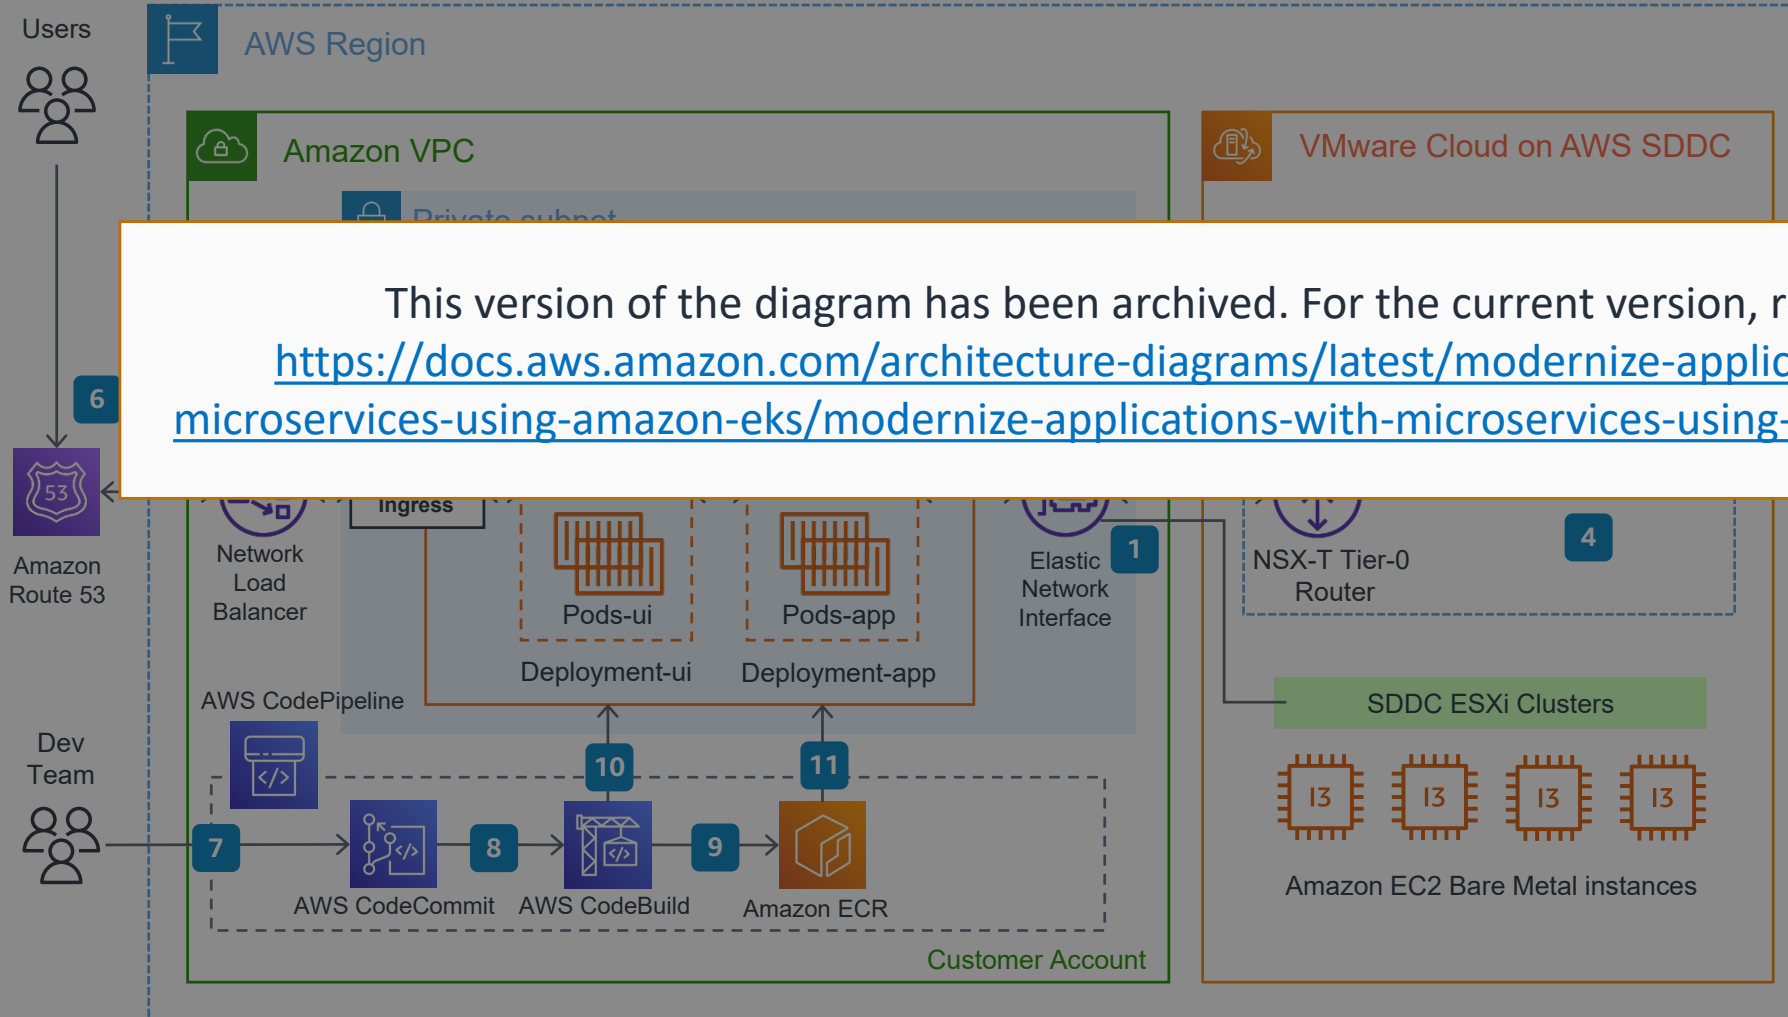 Users
AWS Region
Amazon VPC
VMware Cloud on AWS SDDC
Private subnet
This version of the diagram has been archived. For the current version, r
https://docs.aws.amazon.com/architecture-diagrams/latest/modernize-applic
microservices-using-amazon-eks/modernize-applications-with-microservices-using-
6
53
Amazon
Route 53
Network
Load
Balancer
Ingress
Pods-ui
Deployment-ui
Pods-app
Deployment-app
Elastic
Network
Interface
1
NSX-T Tier-0
Router
4
SDDC ESXi Clusters
I3
I3
I3
I3
Amazon EC2 Bare Metal instances
AWS CodePipeline
Dev
Team
10
11
7
8
9
AWS CodeCommit
AWS CodeBuild
Amazon ECR
Customer Account